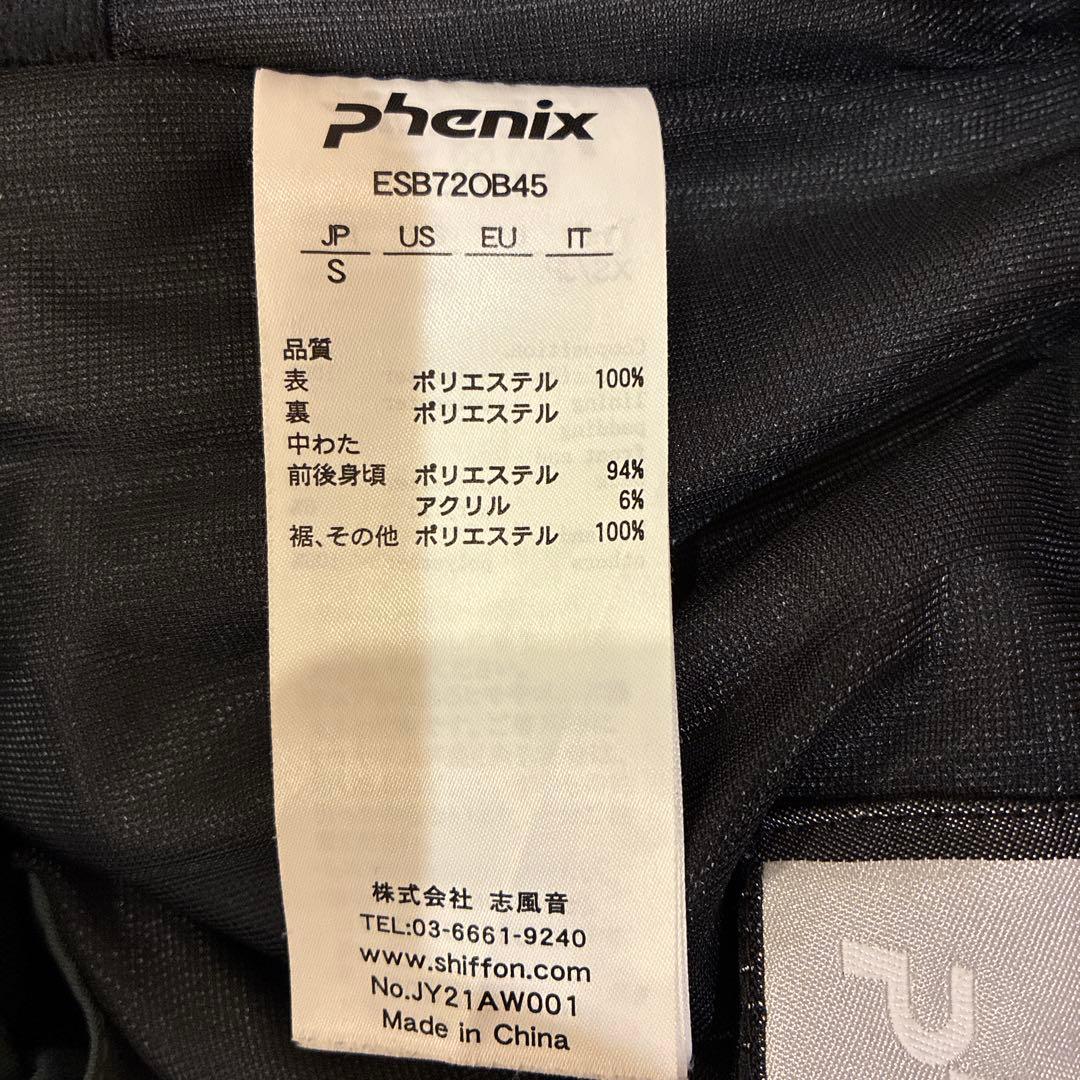 phenix
ESB72OB45
JP US EU IT
S
品質
表 ポリエステル 100%
裏 ポリエステル
中わた
前後身頃 ポリエステル 94%
アクリル 6%
裾、その他 ポリエステル 100%
株式会社 志風音
TEL:03-6661-9240
www.shiffon.com
No.JY21AW001
Made in China